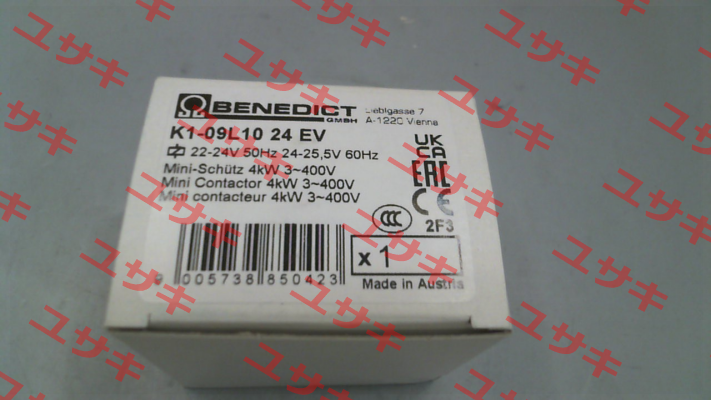 BENEDICT
GMBH
Lieblgasse 7
A-1220 Vienna
K1-09L10 24 EV
22-24V 50Hz 24-25,5V 60Hz
Mini-Schütz 4kW 3~400V
Mini Contactor 4kW 3~400V
Mini contacteur 4kW 3~400V
UK
CA
EAC
CCC
CE
2F3
x 1
9 005738 850423
Made in Austria
ユサキ